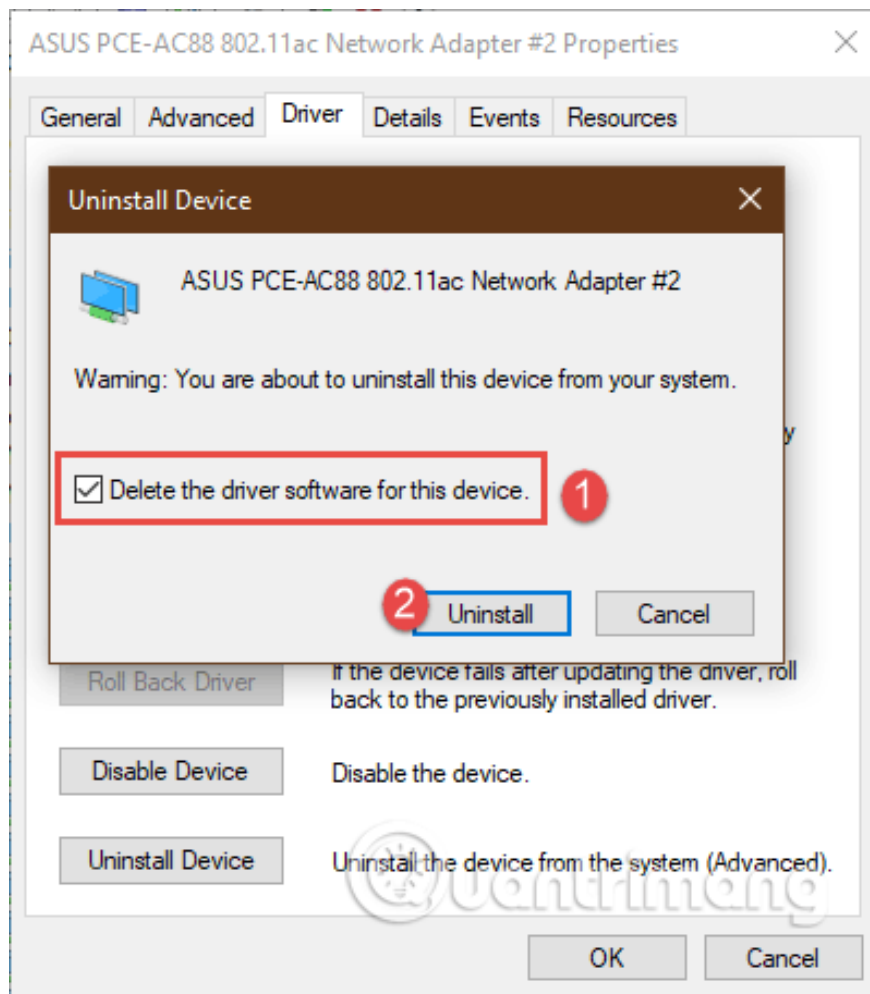 ASUS PCE-AC88 802.11ac Network Adapter #2 Properties
General Advanced Driver Details Events Resources
Uninstall Device
ASUS PCE-AC88 802.11ac Network Adapter #2
Warning: You are about to uninstall this device from your system.
y
Delete the driver software for this device.
1
2
Uninstall Cancel
Roll Back Driver
If the device fails after updating the driver, roll
back to the previously installed driver.
Disable Device
Disable the device.
Uninstall Device
Uninstall the device from the system (Advanced).
Quantrimang
OK Cancel